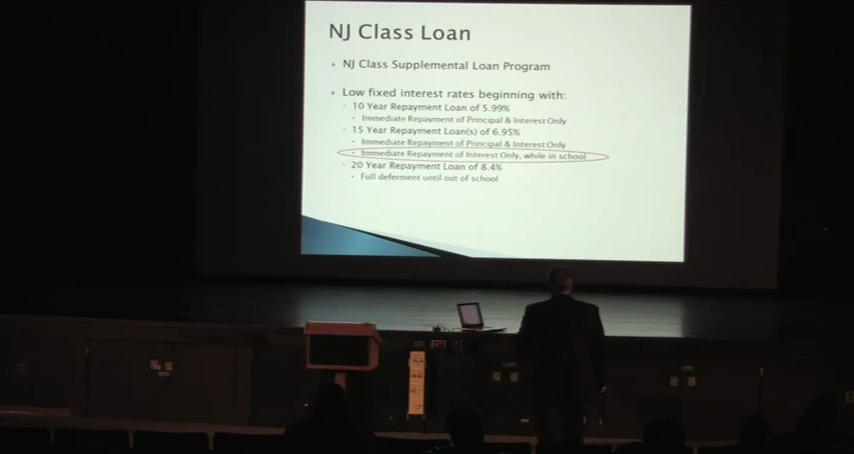 NJ Class Loan
NJ Class Supplemental Loan Program
Low fixed interest rates beginning with:
10 Year Repayment Loan of 5.99%
Immediate Repayment of Principal & Interest Only
15 Year Repayment Loan(s) of 6.95%
Immediate Repayment of Principal & Interest Only
Immediate Repayment of Interest Only, while in school
20 Year Repayment Loan of 8.4%
Full deferment until out of school